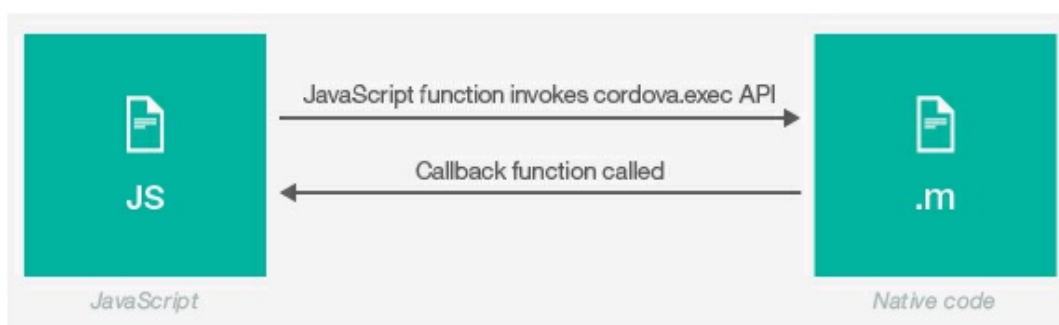 JavaScript function invokes cordova.exec API
Callback function called
JS
.m
JavaScript
Native code